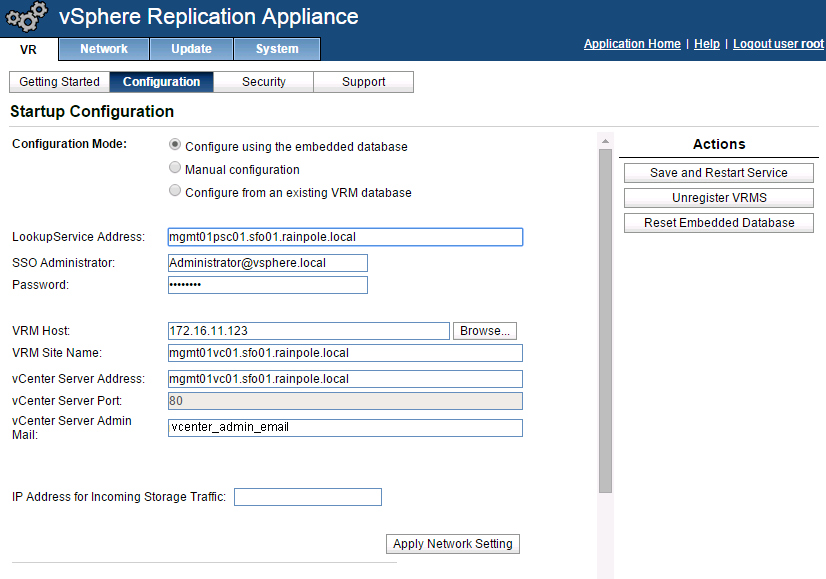 vSphere Replication Appliance
VR Network Update System
Application Home | Help | Logout user root
Getting Started Configuration Security Support
Startup Configuration
Configuration Mode:
Configure using the embedded database
Manual configuration
Configure from an existing VRM database
LookupService Address: mgmt01psc01.sfo01.rainpole.local
SSO Administrator: Administrator@vsphere.local
Password: ••••••••
VRM Host: 172.16.11.123 Browse...
VRM Site Name: mgmt01vc01.sfo01.rainpole.local
vCenter Server Address: mgmt01vc01.sfo01.rainpole.local
vCenter Server Port: 80
vCenter Server Admin
Mail: vcenter_admin_email
IP Address for Incoming Storage Traffic:
Apply Network Setting
Actions
Save and Restart Service
Unregister VRMS
Reset Embedded Database